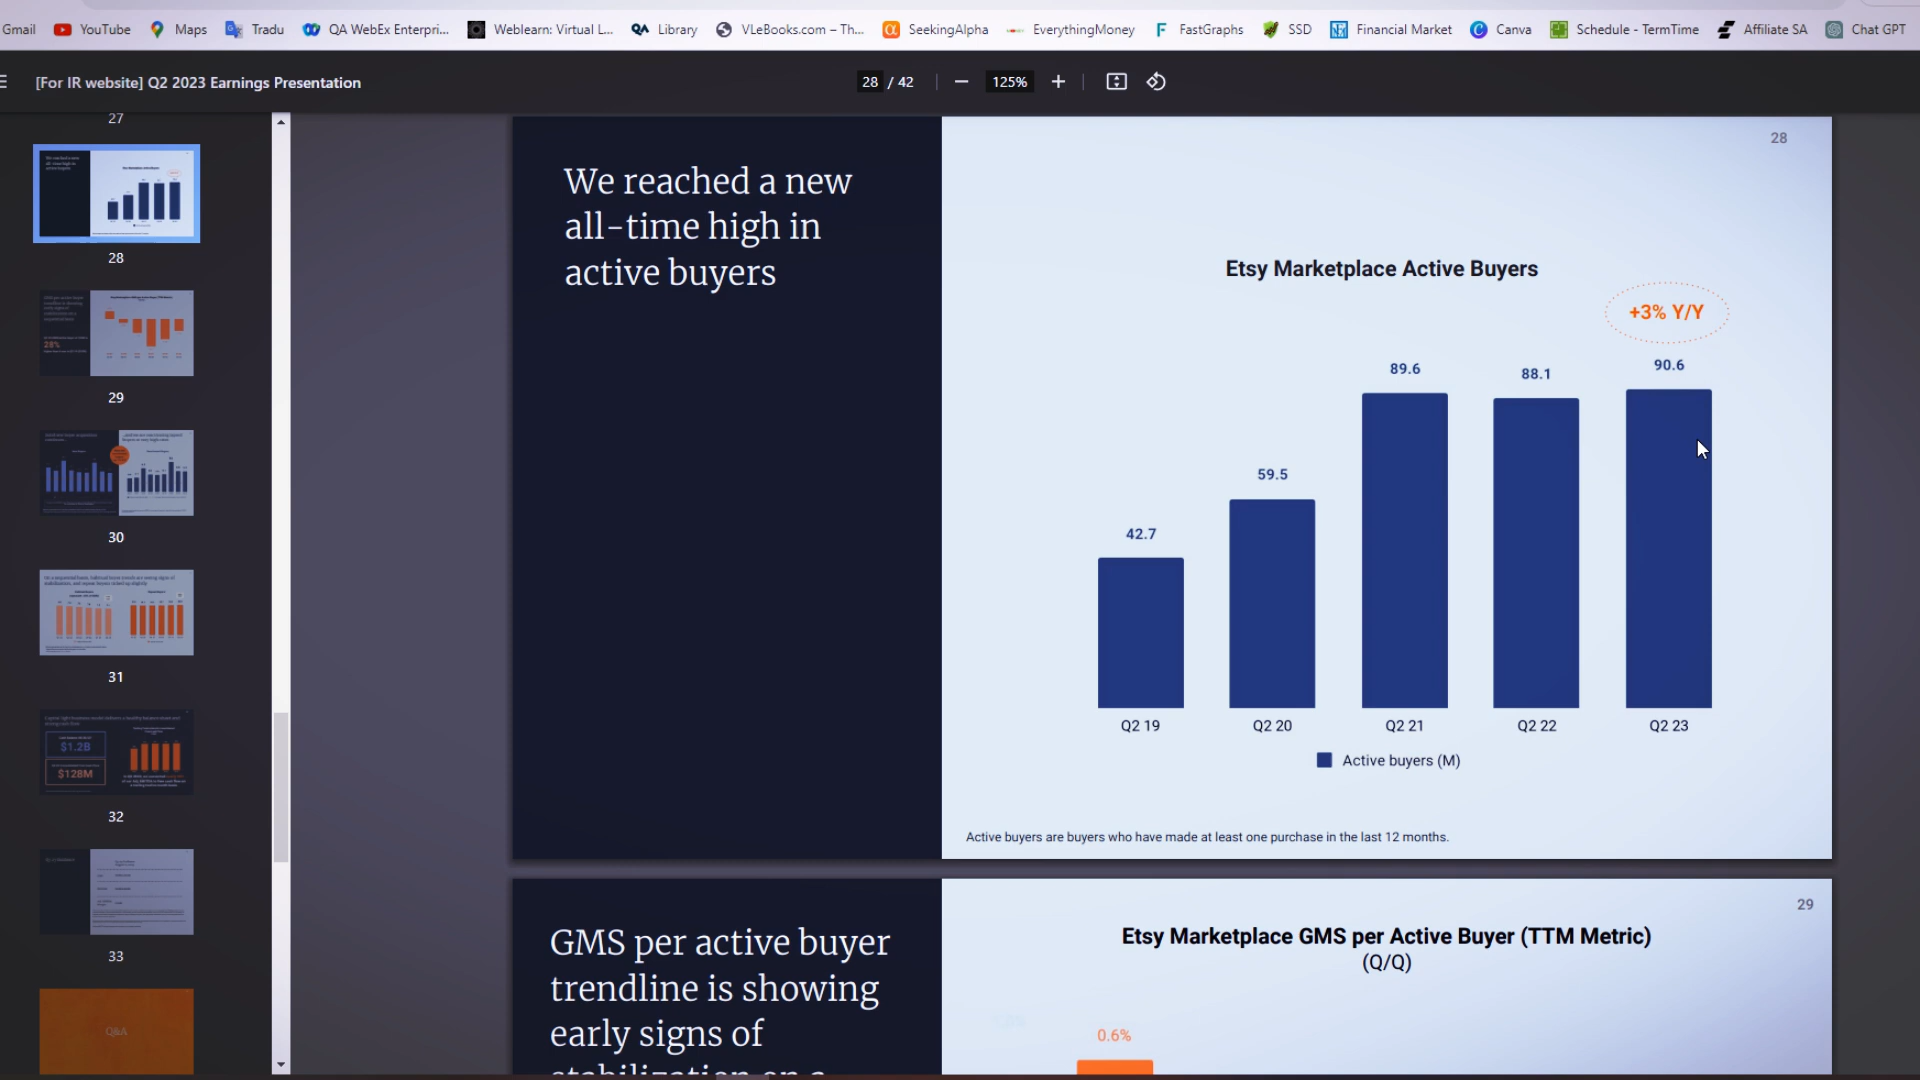 Gmail YouTube Maps Tradu QA WebEx Enterpri... Weblearn: Virtual L... QA Library VLeBooks.com – Th... SeekingAlpha EverythingMoney FastGraphs SSD Financial Market Canva Schedule - TermTime Affiliate SA Chat GPT
[For IR website] Q2 2023 Earnings Presentation
28 / 42
125%
27
28
29
30
31
$1.2B
$128M
32
33
Q&A
We reached a new
all-time high in
active buyers
28
Etsy Marketplace Active Buyers
+3% Y/Y
42.7
59.5
89.6
88.1
90.6
Q2 19
Q2 20
Q2 21
Q2 22
Q2 23
Active buyers (M)
Active buyers are buyers who have made at least one purchase in the last 12 months.
GMS per active buyer
trendline is showing
early signs of
stabilization on a
29
Etsy Marketplace GMS per Active Buyer (TTM Metric)
(Q/Q)
0.6%